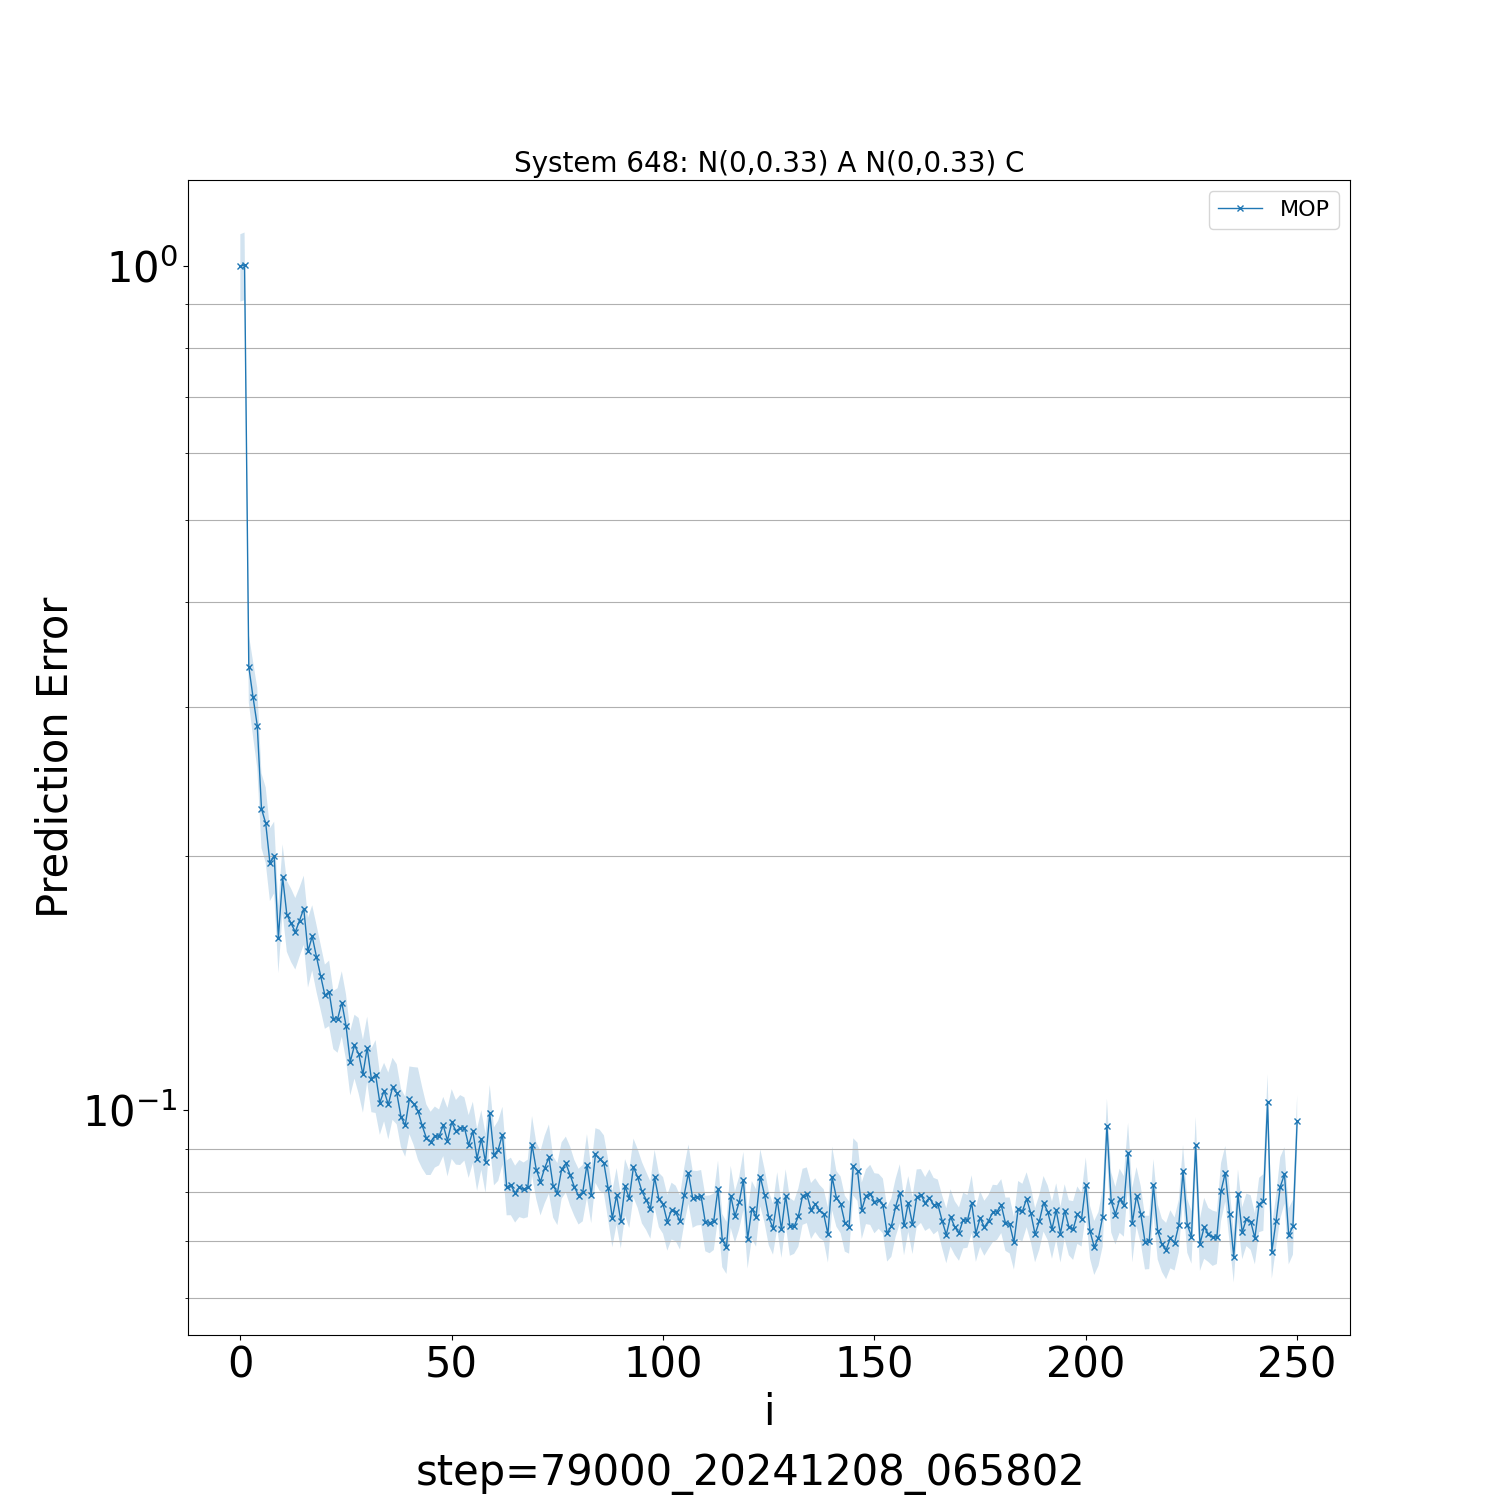 System 648: N(0,0.33) A N(0,0.33) C
MOP
Prediction Error
10⁰
10⁻¹
0 50 100 150 200 250
i
step=79000_20241208_065802